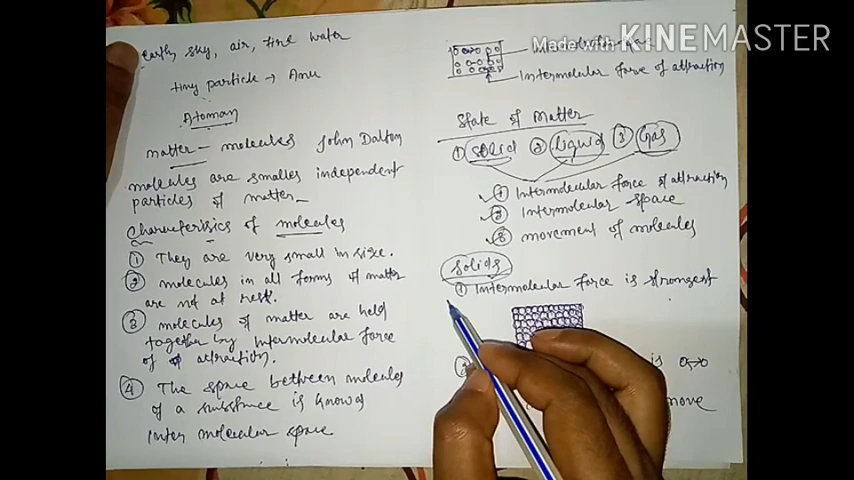 earth, sky, air, fire water
tiny particle → Anu
Atoman
matter - molecules John Dalton
molecules are smalles independent
particles of matter
Characterisics of molecules
① They are very small in size.
② molecules in all forms of matter
are not at rest.
③ molecules of matter are held
together by Intermolecular force
of attraction.
④ The space between molecules
of a substance is known
Inter molecular space
Made with KINEMASTER
Intermolecular force of attraction
State of Matter
① Solid ② Liquid ③ Gas
① Intermolecular force of attraction
② Intermolecular space
③ movement of molecules
Solids
① Intermolecular force is strongest
②
is
move